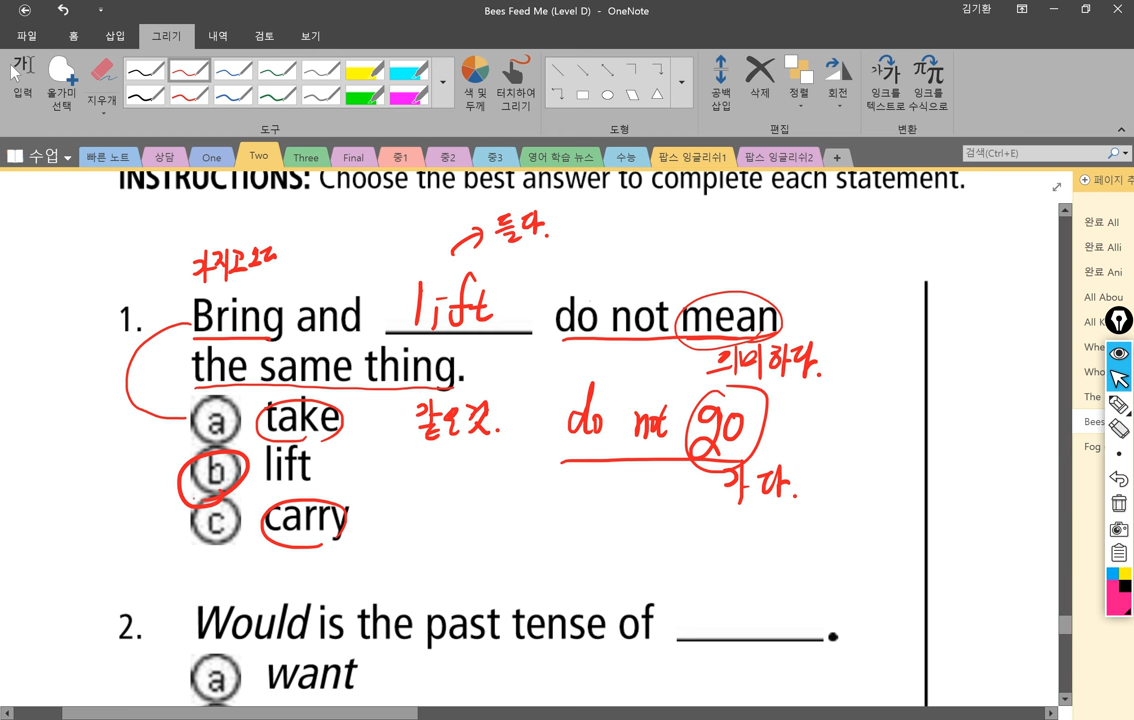 Bees Feed Me (Level D) - OneNote
김기환
파일 홈 삽입 그리기 내역 검토 보기
가 입력
올가미 선택
지우개
색 및 두께
터치하여 그리기
공백 삽입
삭제
정렬
회전
잉크를 텍스트로
잉크를 수식으로
도구 도형 편집 변환
수업 빠른 노트 상담 One Two Three Final 중1 중2 중3 영어 학습 뉴스 수능 팝스 잉글리쉬1 팝스 잉글리쉬2 +
검색(Ctrl+E)
페이지 추
완료 All
완료 Alli
완료 Ani
All Abou
All K
Whe
Who
The
Bees
Fog
INSTRUCTIONS: Choose the best answer to complete each statement.
들다.
가지고오다
1. Bring and lift do not mean
the same thing.
의미하다.
a take
같은 것.
do not go
b lift
가다.
c carry
2. Would is the past tense of ________.
a want